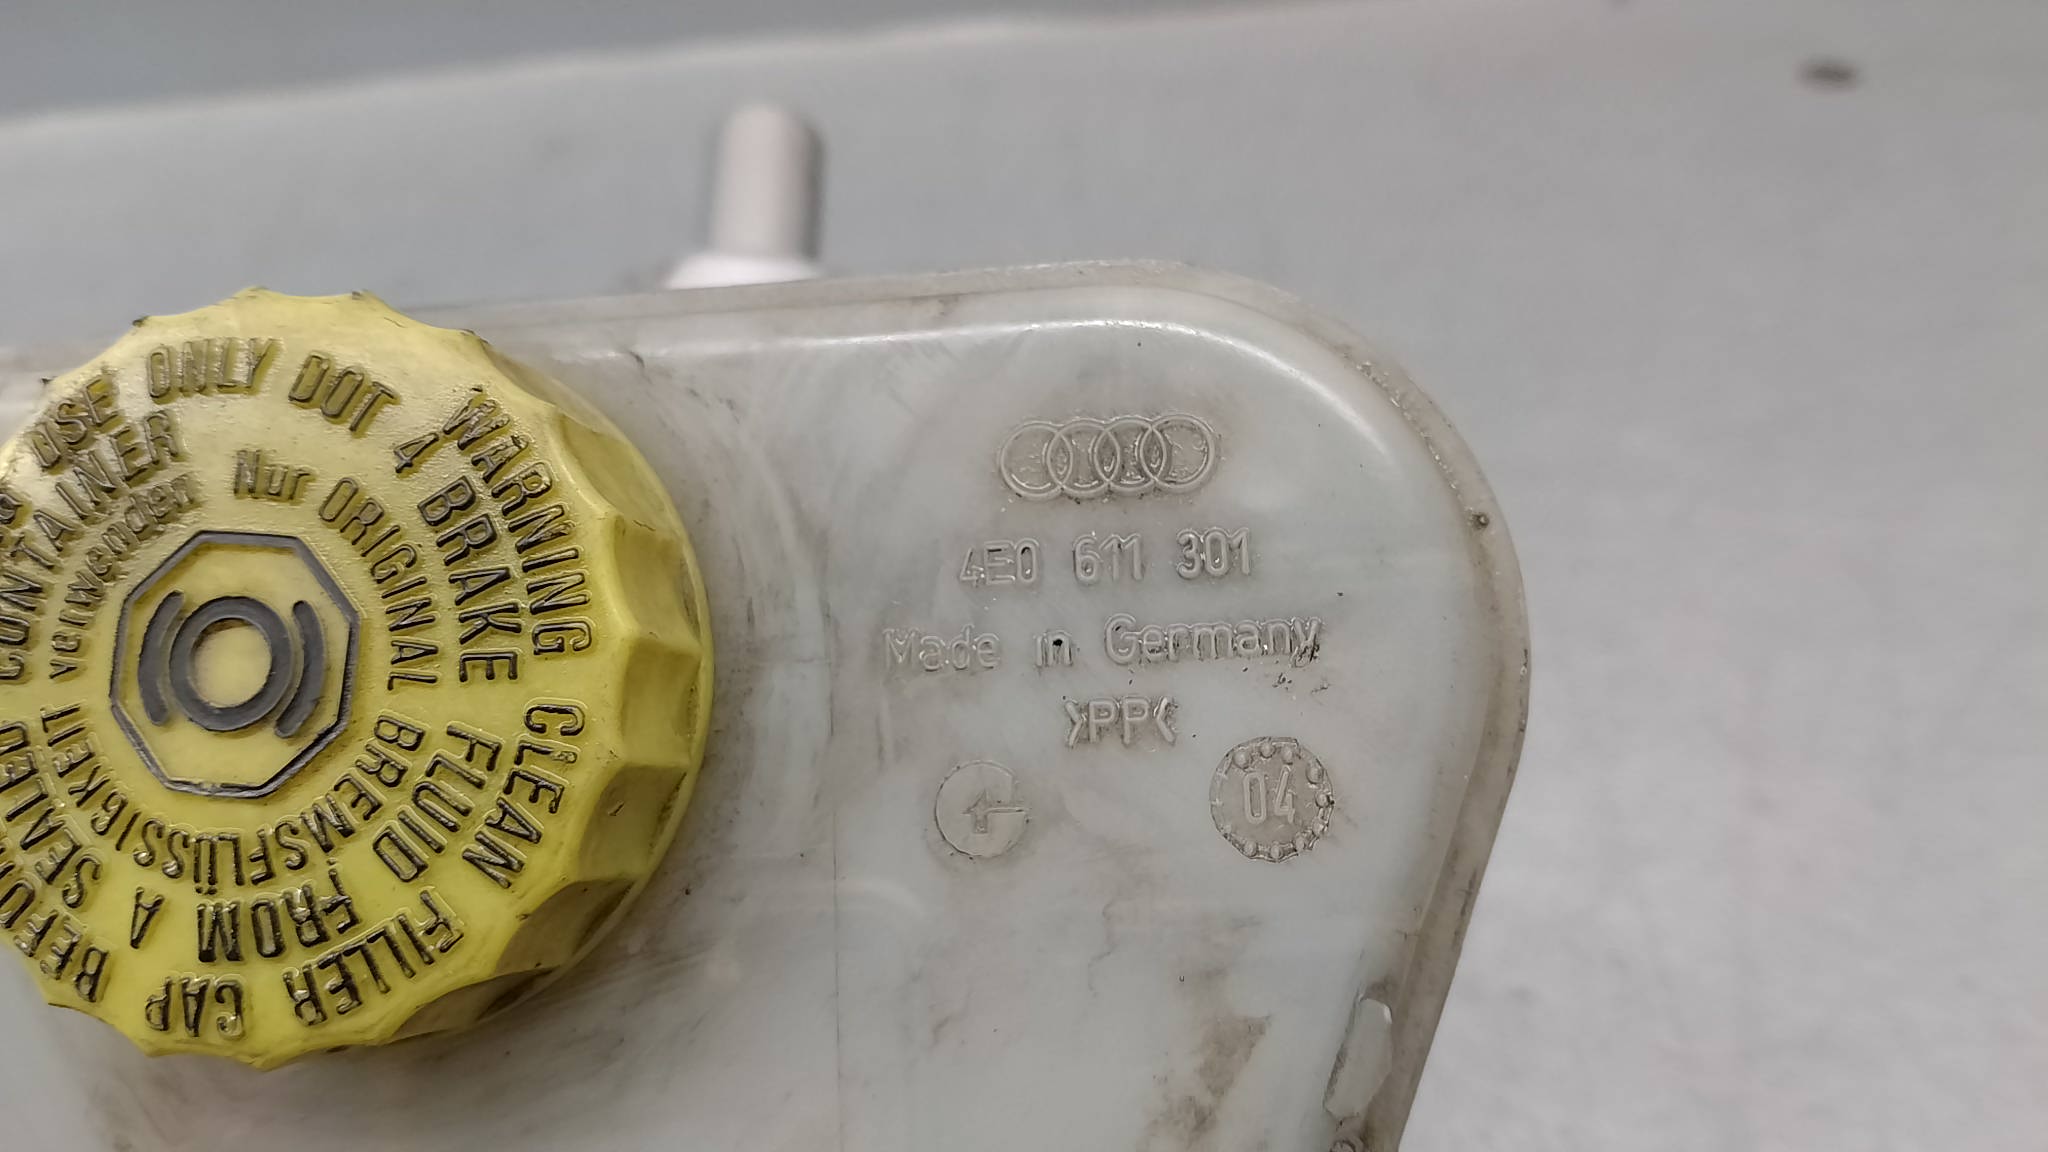 WARNING CLEAN FILLER CAP
USE ONLY DOT 4 BRAKE FLUID FROM A SEALED CONTAINER
Nur ORIGINAL BREMSFLÜSSIGKEIT verwenden
4E0 611 301
Made in Germany
>PP<
04